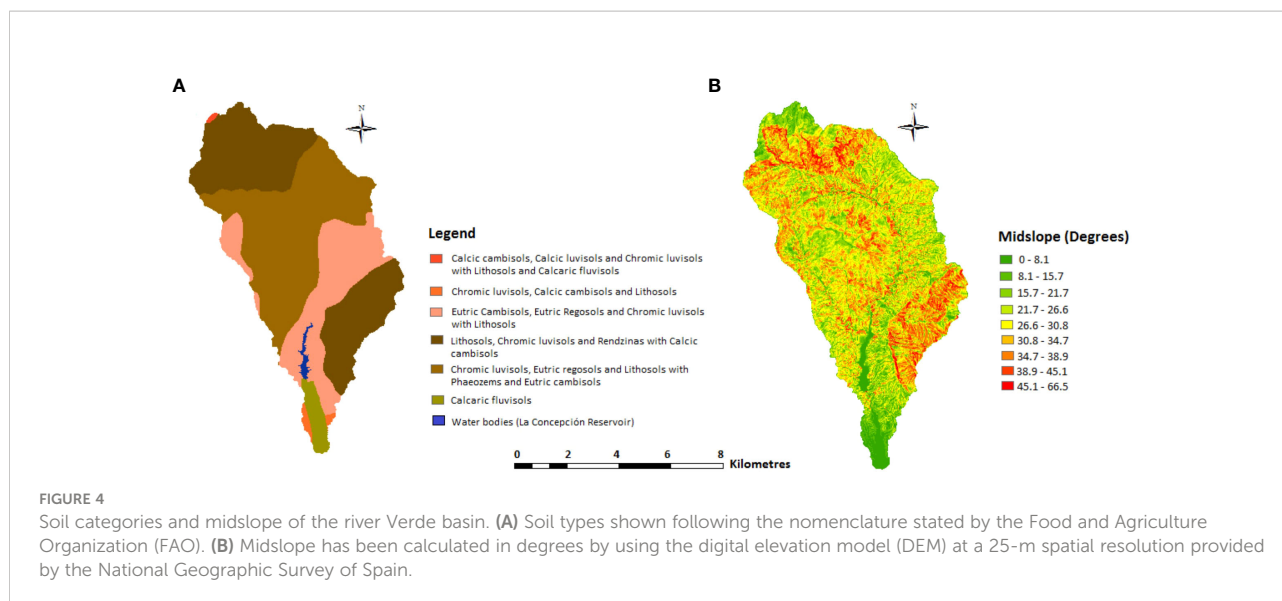 A
N
Legend
Calcic cambisols, Calcic luvisols and Chromic luvisols
with Lithosols and Calcaric fluvisols
Chromic luvisols, Calcic cambisols and Lithosols
Eutric Cambisols, Eutric Regosols and Chromic luvisols
with Lithosols
Lithosols, Chromic luvisols and Rendzinas with Calcic
cambisols
Chromic luvisols, Eutric regosols and Lithosols with
Phaeozems and Eutric cambisols
Calcaric fluvisols
Water bodies (La Concepción Reservoir)
0 2 4 6 8
Kilometres
B
N
Midslope (Degrees)
0 - 8.1
8.1 - 15.7
15.7 - 21.7
21.7 - 26.6
26.6 - 30.8
30.8 - 34.7
34.7 - 38.9
38.9 - 45.1
45.1 - 66.5
FIGURE 4
Soil categories and midslope of the river Verde basin. (A) Soil types shown following the nomenclature stated by the Food and Agriculture
Organization (FAO). (B) Midslope has been calculated in degrees by using the digital elevation model (DEM) at a 25-m spatial resolution provided
by the National Geographic Survey of Spain.